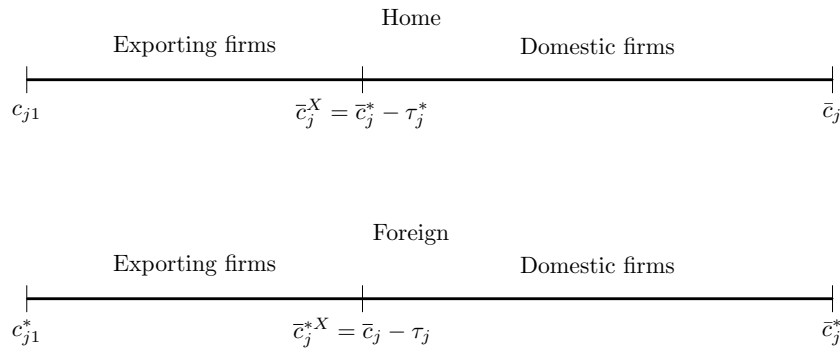 Home
Exporting firms Domestic firms
c_{j1} c̅_j^X = c̅_j^* − τ_j^* c̅_j
Foreign
Exporting firms Domestic firms
c_{j1}^* c̅_j^{*X} = c̅_j − τ_j c̅_j^*